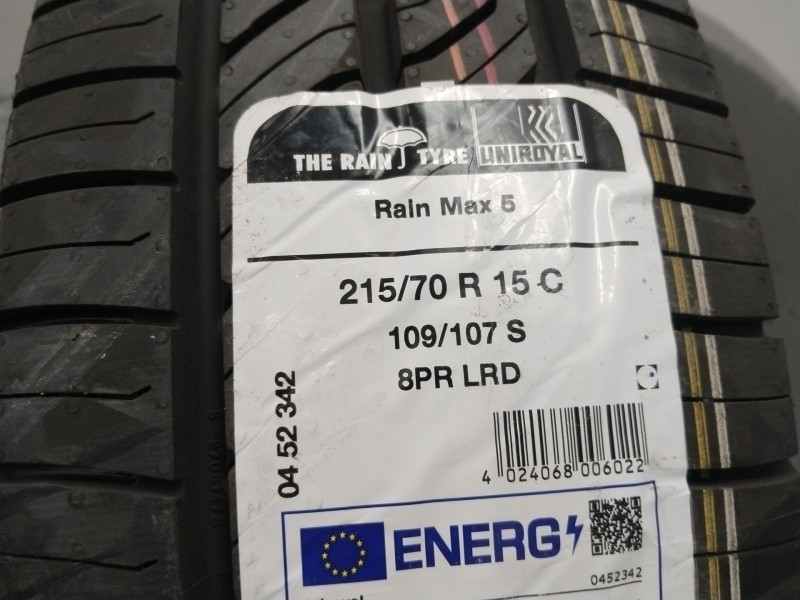 THE RAIN TYRE UNIROYAL
Rain Max 5
215/70 R 15 C
109/107 S
8PR LRD
04 52 342
4 024068 006022
ENERG
0452342